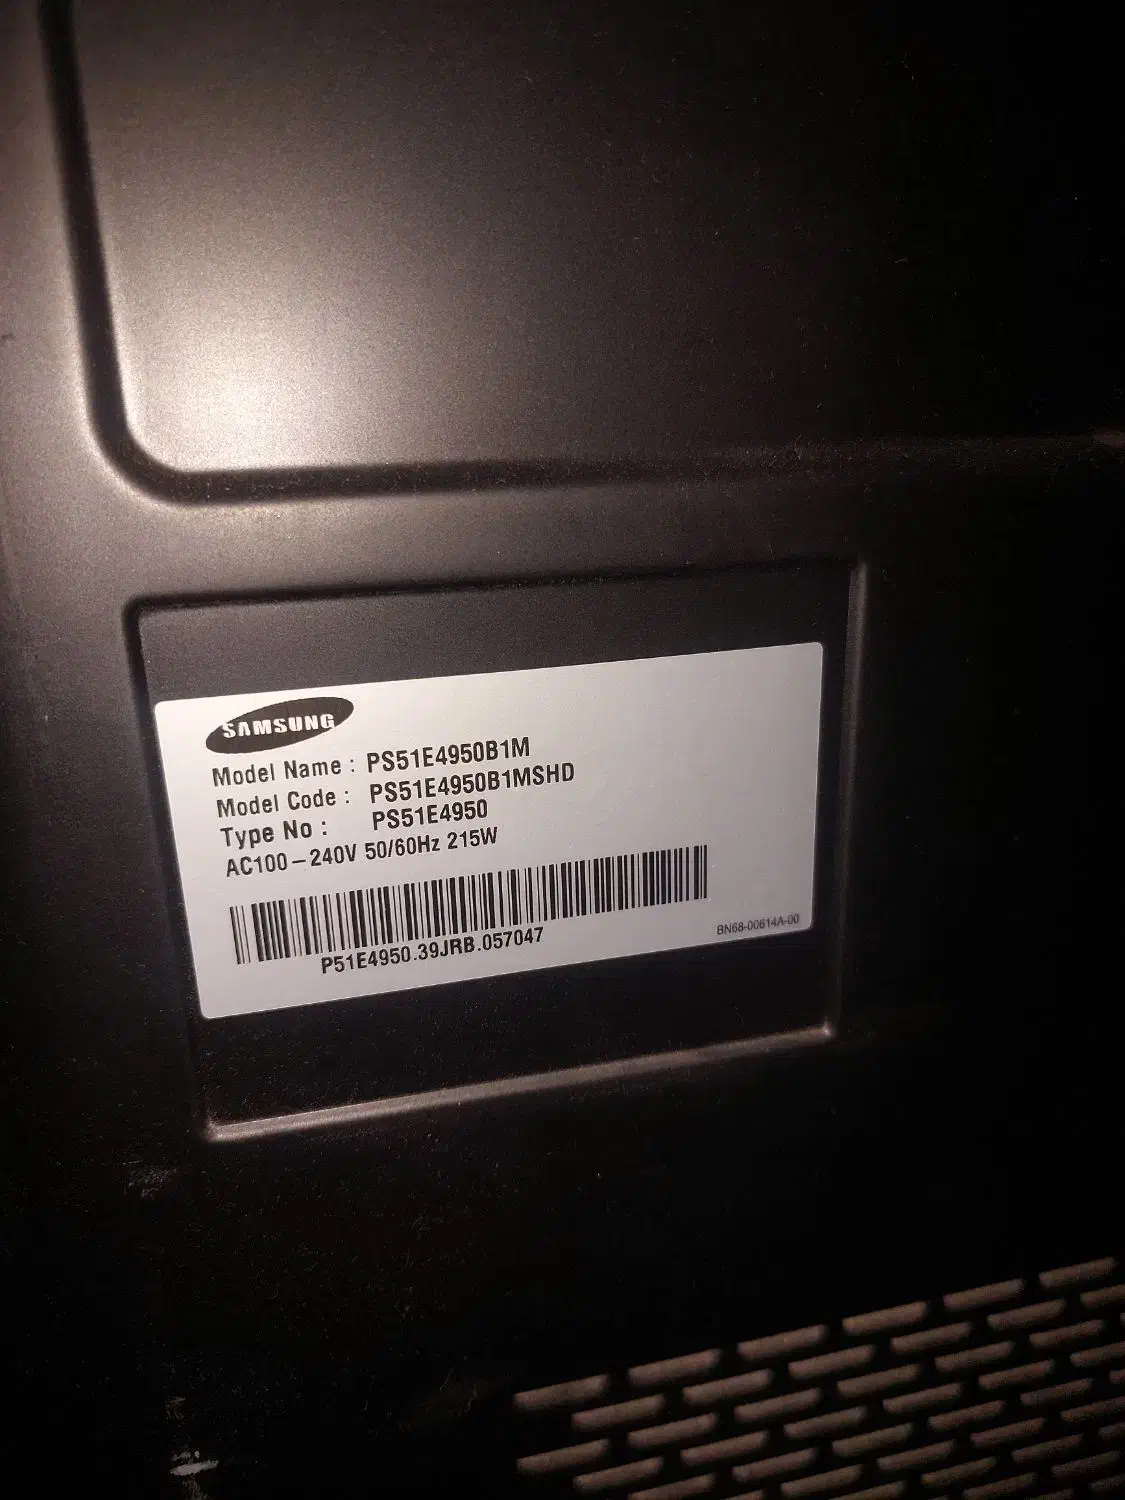 SAMSUNG
Model Name : PS51E4950B1M
Model Code : PS51E4950B1MSHD
Type No : PS51E4950
AC100-240V 50/60Hz 215W
P51E4950.39JRB.057047
BN68-00614A-00